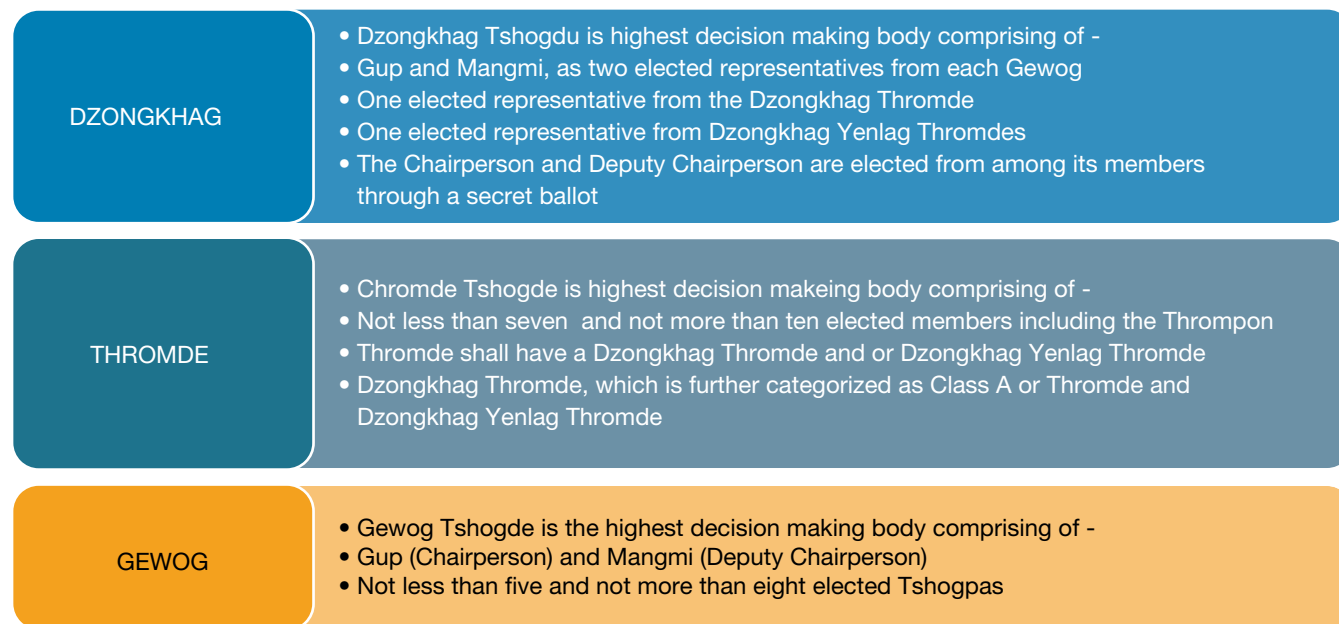 DZONGKHAG
• Dzongkhag Tshogdu is highest decision making body comprising of -
• Gup and Mangmi, as two elected representatives from each Gewog
• One elected representative from the Dzongkhag Thromde
• One elected representative from Dzongkhag Yenlag Thromdes
• The Chairperson and Deputy Chairperson are elected from among its members
through a secret ballot
THROMDE
• Chromde Tshogde is highest decision makeing body comprising of -
• Not less than seven  and not more than ten elected members including the Thrompon
• Thromde shall have a Dzongkhag Thromde and or Dzongkhag Yenlag Thromde
• Dzongkhag Thromde, which is further categorized as Class A or Thromde and
Dzongkhag Yenlag Thromde
GEWOG
• Gewog Tshogde is the highest decision making body comprising of -
• Gup (Chairperson) and Mangmi (Deputy Chairperson)
• Not less than five and not more than eight elected Tshogpas